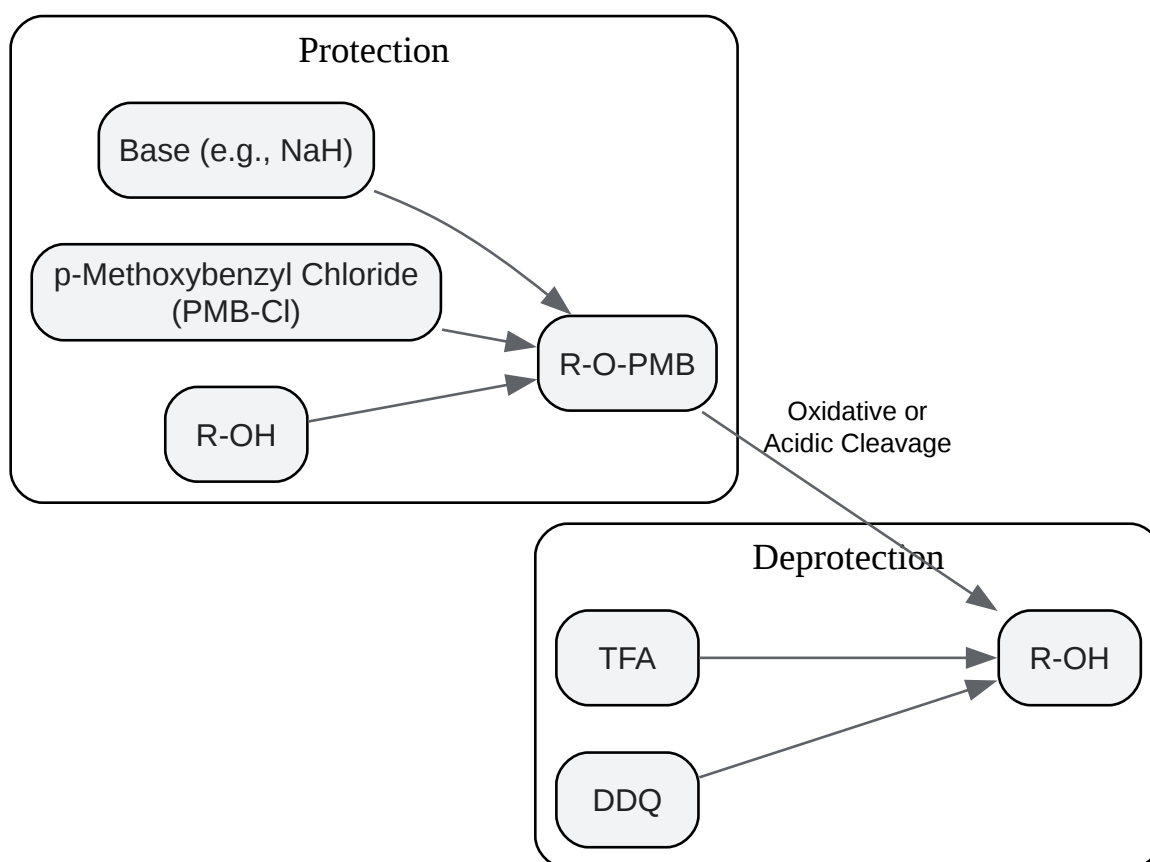 Protection
Base (e.g., NaH)
p-Methoxybenzyl Chloride
(PMB-Cl)
R-OH
R-O-PMB
Oxidative or
Acidic Cleavage
Deprotection
TFA
DDQ
R-OH